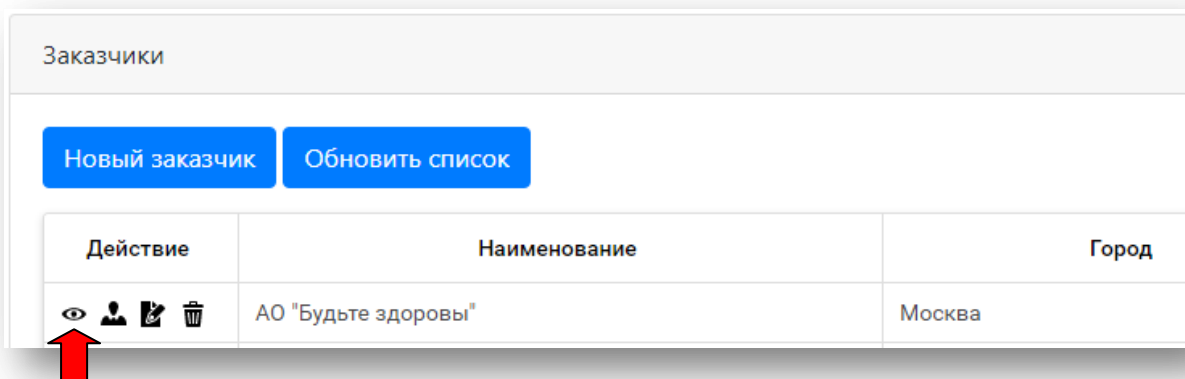 Заказчики
Новый заказчик Обновить список
Действие Наименование Город
АО "Будьте здоровы" Москва